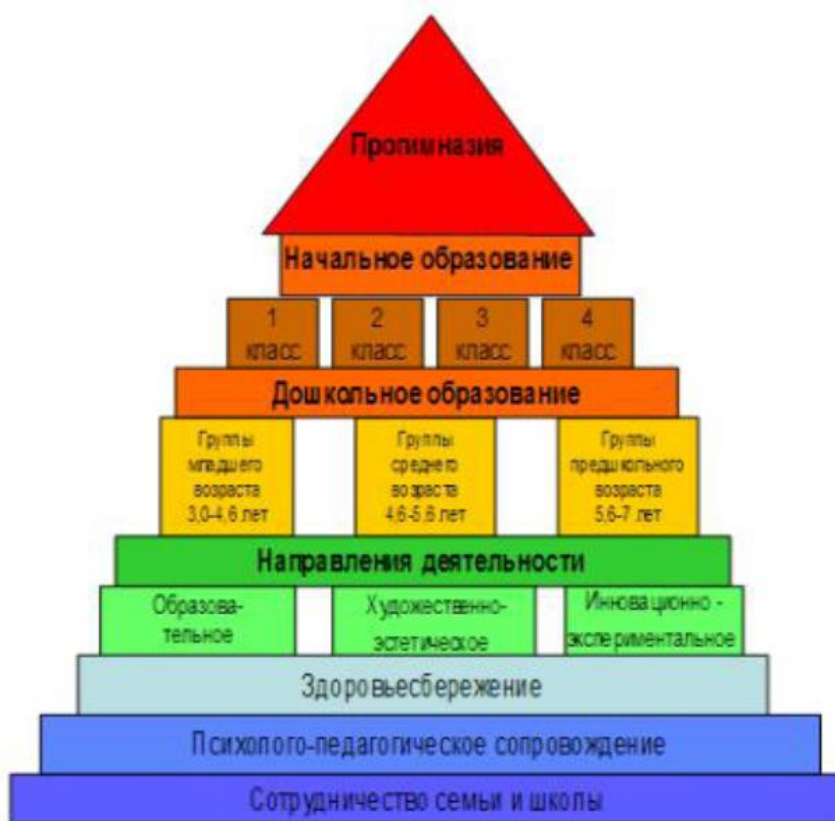 Прогимназия
Начальное образование
1
класс
2
класс
3
класс
4
класс
Дошкольное образование
Группы
младшего
возраста
3,0-4,6 лет
Группы
среднего
возраста
4,6-5,6 лет
Группы
предшкольного
возраста
5,6-7 лет
Направления деятельности
Образова-
тельное
Художественно-
эстетическое
Инновационно -
экспериментальное
Здоровьесбережение
Психолого-педагогическое сопровождение
Сотрудничество семьи и школы